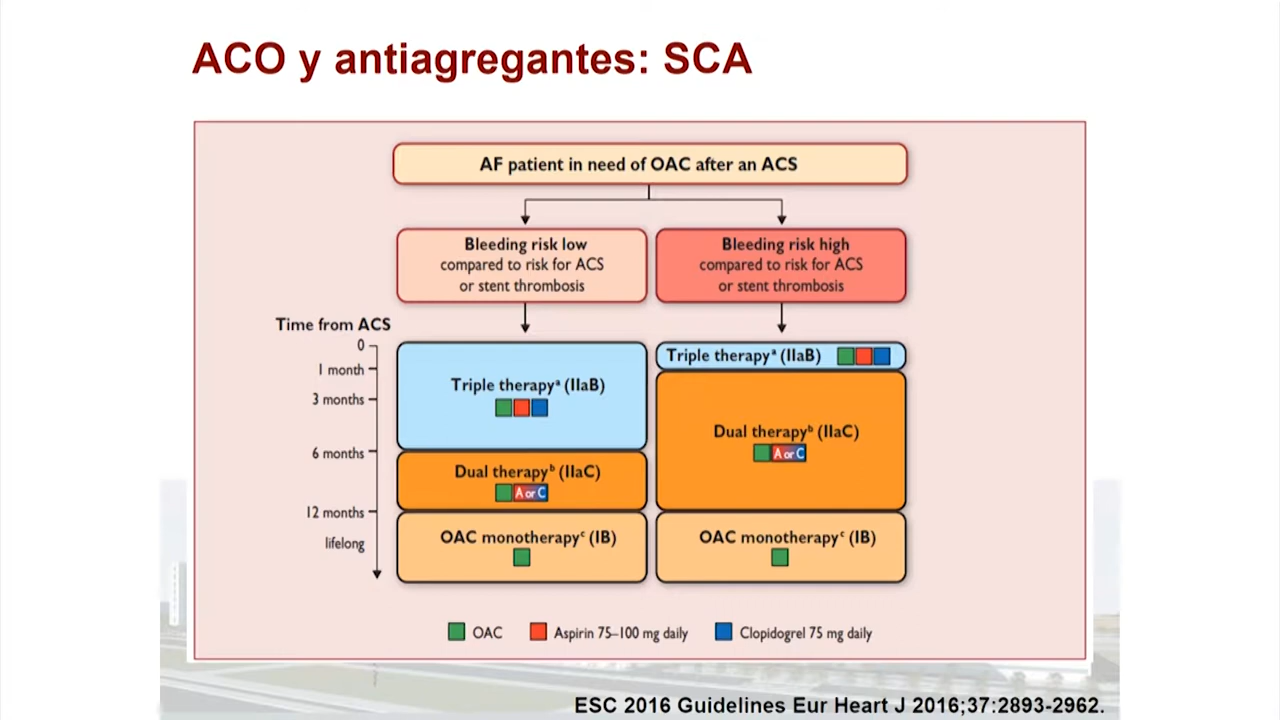 ACO y antiagregantes: SCA
AF patient in need of OAC after an ACS
Bleeding risk low
compared to risk for ACS
or stent thrombosis
Bleeding risk high
compared to risk for ACS
or stent thrombosis
Time from ACS
0
1 month
3 months
6 months
12 months
lifelong
Triple therapyᵃ (IIaB)
Dual therapyᵇ (IIaC)
A or C
OAC monotherapyᶜ (IB)
Triple therapyᵃ (IIaB)
Dual therapyᵇ (IIaC)
A or C
OAC monotherapyᶜ (IB)
OAC
Aspirin 75–100 mg daily
Clopidogrel 75 mg daily
ESC 2016 Guidelines Eur Heart J 2016;37:2893-2962.